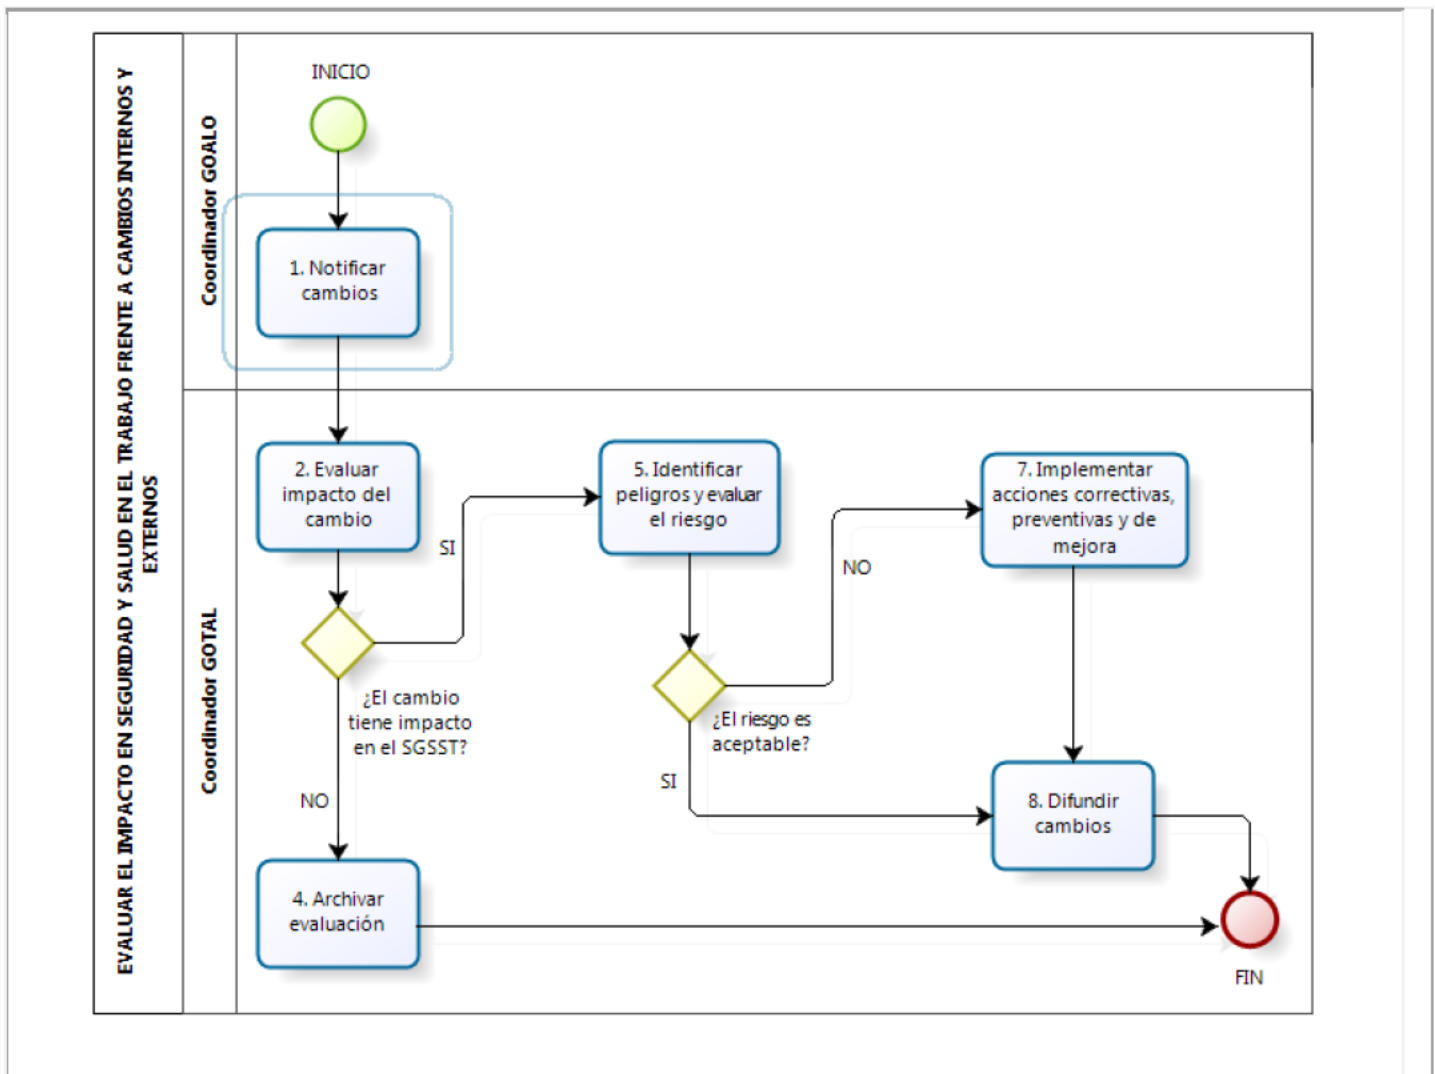 EVALUAR EL IMPACTO EN SEGURIDAD Y SALUD EN EL TRABAJO FRENTE A CAMBIOS INTERNOS Y
EXTERNOS
Coordinador GOALO
INICIO
1. Notificar
cambios
Coordinador GOTAL
2. Evaluar
impacto del
cambio
SI
¿El cambio
tiene impacto
en el SGSST?
NO
4. Archivar
evaluación
5. Identificar
peligros y evaluar
el riesgo
NO
¿El riesgo es
aceptable?
SI
7. Implementar
acciones correctivas,
preventivas y de
mejora
8. Difundir
cambios
FIN